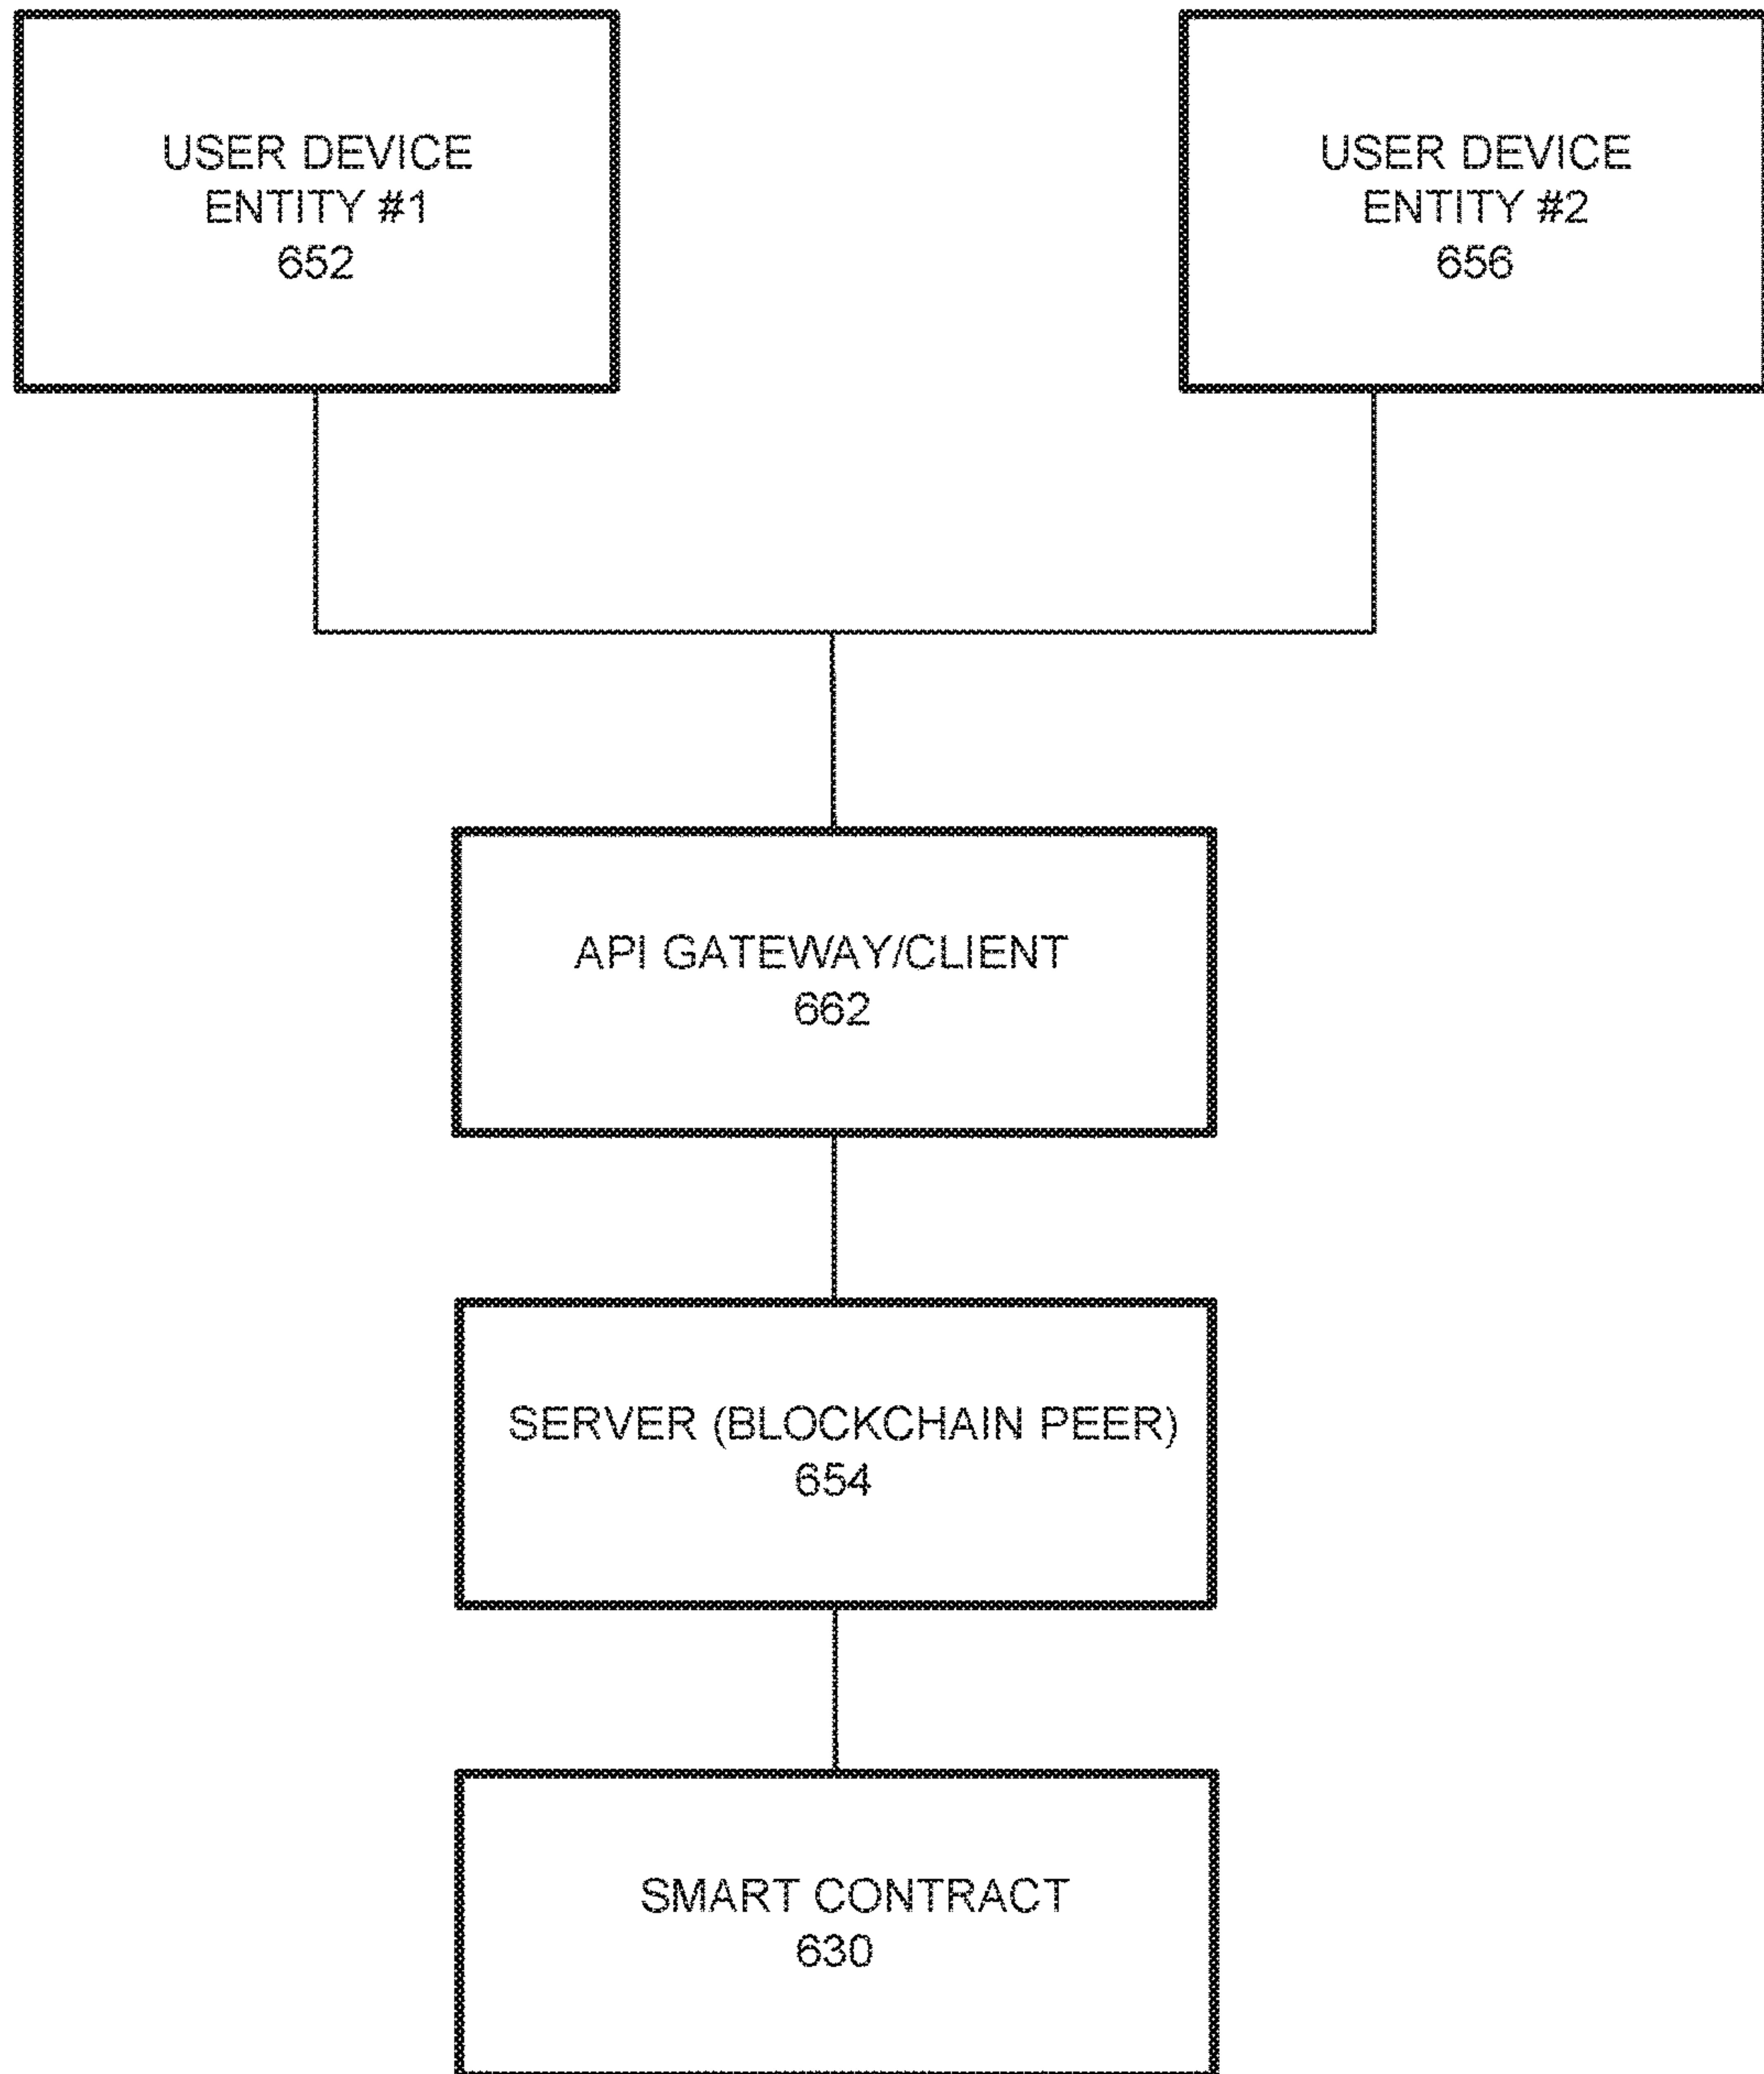 USER DEVICE
ENTITY #1
652
USER DEVICE
ENTITY #2
656
API GATEWAY/CLIENT
662
SERVER (BLOCKCHAIN PEER)
654
SMART CONTRACT
630